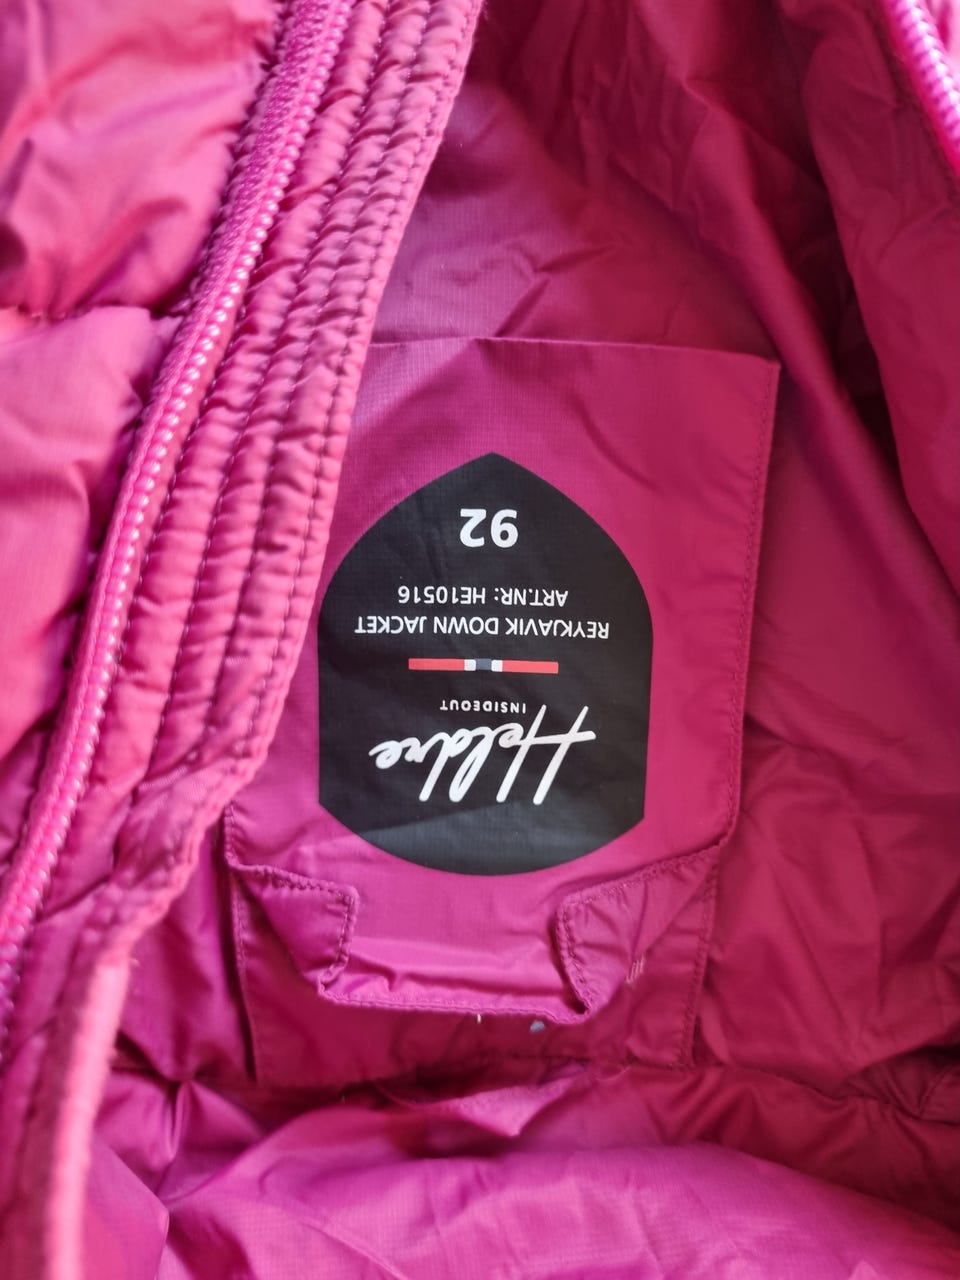 Heldre
INSIDEOUT
REYKJAVIK DOWN JACKET
ART.NR: HE10516
92